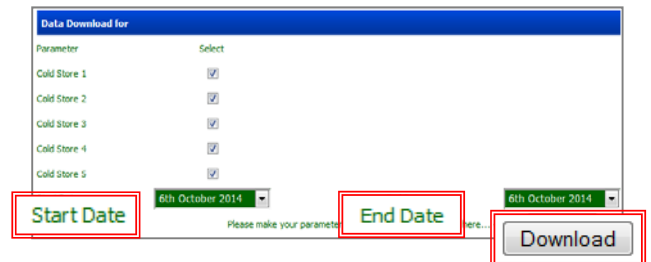 Data Download for
Parameter Select
Cold Store 1
Cold Store 2
Cold Store 3
Cold Store 4
Cold Store 5
6th October 2014 6th October 2014
Start Date End Date
Please make your parameter here...
Download